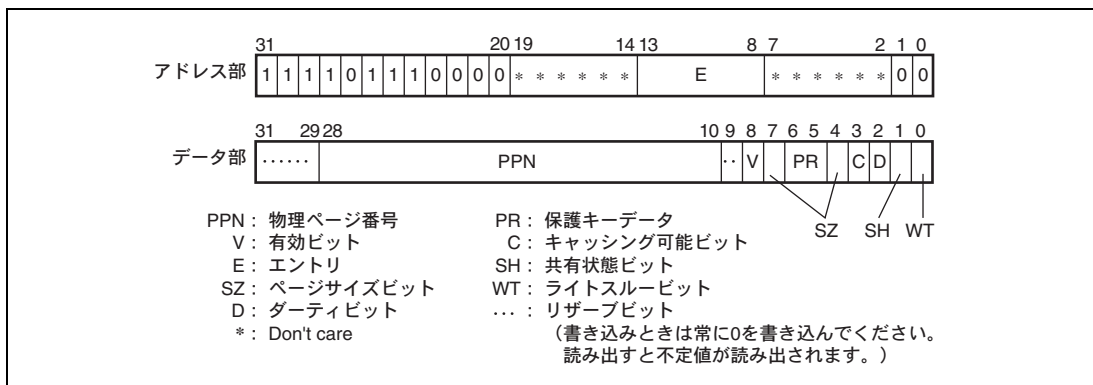 31 20 19 14 13 8 7 2 1 0
アドレス部 1 1 1 1 0 1 1 1 0 0 0 0 * * * * * * E * * * * * * 0 0
31 29 28 10 9 8 7 6 5 4 3 2 1 0
データ部 ······ PPN ·· V PR C D
SZ SH WT
PPN : 物理ページ番号 PR : 保護キーデータ
V : 有効ビット C : キャッシング可能ビット
E : エントリ SH : 共有状態ビット
SZ : ページサイズビット WT : ライトスルービット
D : ダーティビット ··· : リザーブビット
* : Don't care (書き込みときは常に0を書き込んでください。
読み出すと不定値が読み出されます。)